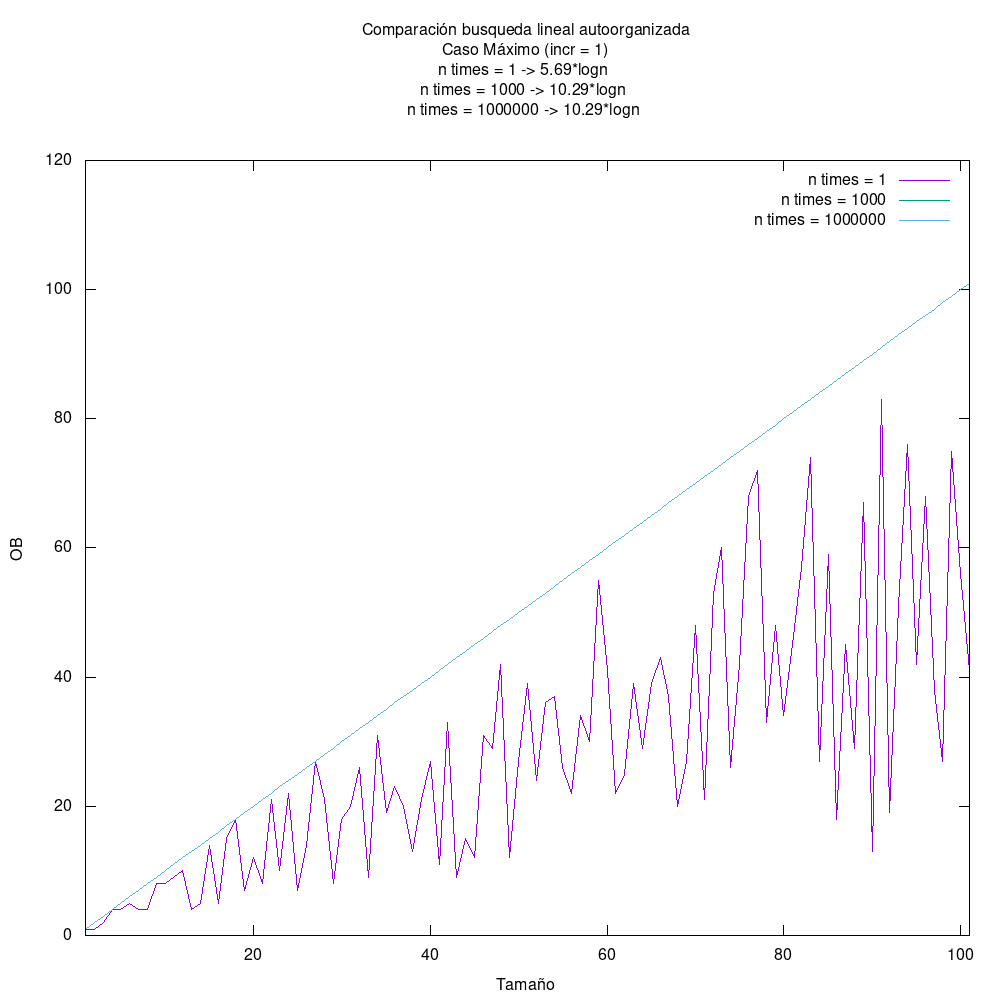 Comparación busqueda lineal autoorganizada
Caso Máximo (incr = 1)
n times = 1 -> 5.69*logn
n times = 1000 -> 10.29*logn
n times = 1000000 -> 10.29*logn
n times = 1
n times = 1000
n times = 1000000
120
100
80
60
40
20
0
OB
20
40
60
80
100
Tamaño